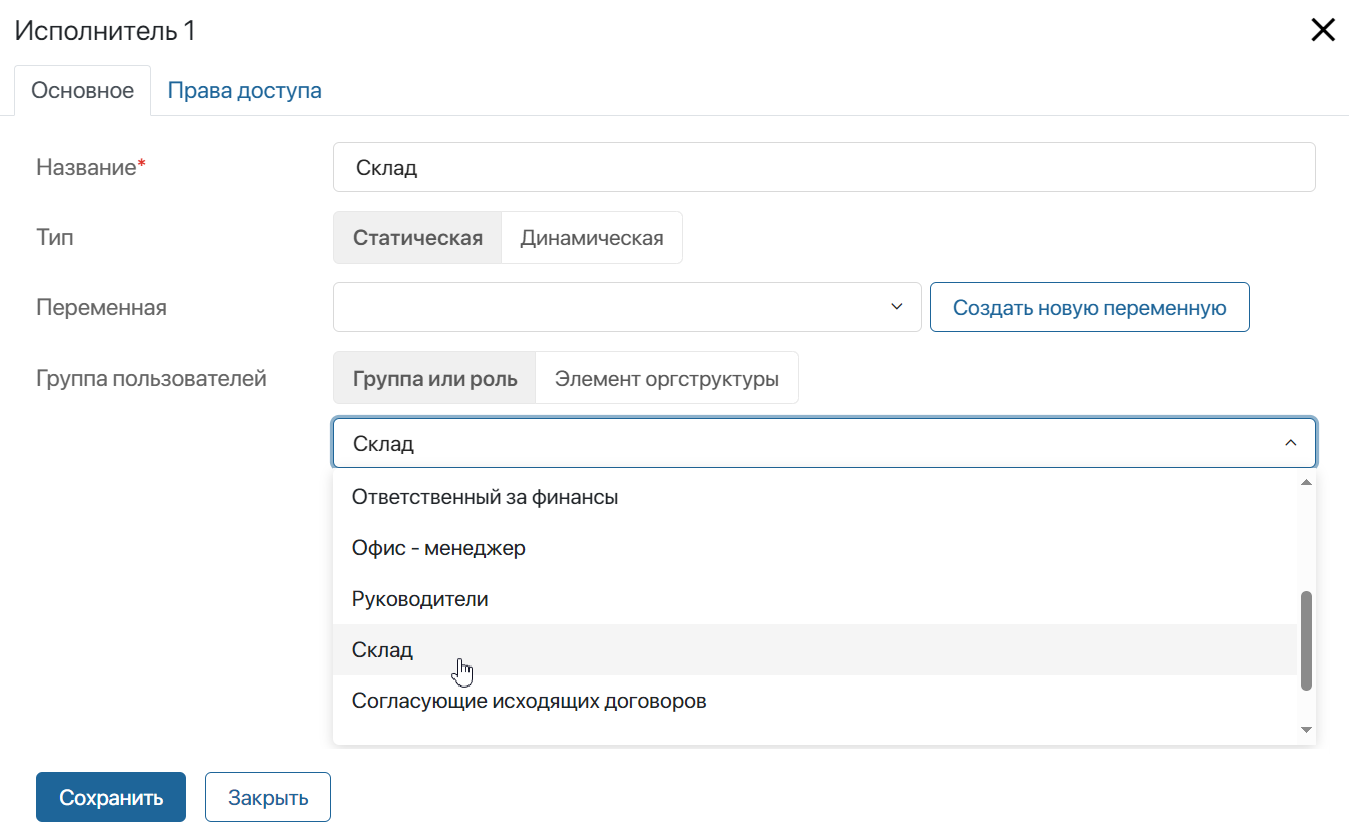 Исполнитель 1
Основное Права доступа
Название* Склад
Тип Статическая Динамическая
Переменная Создать новую переменную
Группа пользователей Группа или роль Элемент оргструктуры
Склад
Ответственный за финансы
Офис - менеджер
Руководители
Склад
Согласующие исходящих договоров
Сохранить Закрыть